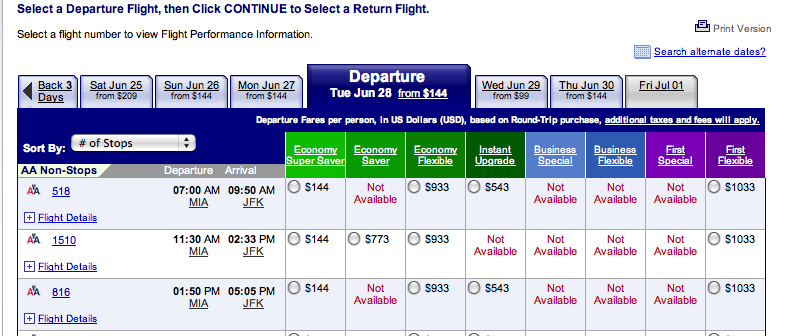 Select a Departure Flight, then Click CONTINUE to Select a Return Flight.
Print Version
Select a flight number to view Flight Performance Information.
Search alternate dates?
Back 3 Days
Sat Jun 25 from $209
Sun Jun 26 from $144
Mon Jun 27 from $144
Departure
Tue Jun 28 from $144
Wed Jun 29 from $99
Thu Jun 30 from $144
Fri Jul 01
Departure Fares per person, in US Dollars (USD), based on Round-Trip purchase, additional taxes and fees will apply.
Sort By: # of Stops
Economy Super Saver
Economy Saver
Economy Flexible
Instant Upgrade
Business Special
Business Flexible
First Special
First Flexible
AA Non-Stops Departure Arrival
AA 518 07:00 AM 09:50 AM $144 Not Available $933 $543 Not Available Not Available Not Available $1033
MIA JFK
+ Flight Details
AA 1510 11:30 AM 02:33 PM $144 $773 $933 Not Available Not Available Not Available Not Available $1033
MIA JFK
+ Flight Details
AA 816 01:50 PM 05:05 PM $144 Not Available $933 $543 Not Available Not Available Not Available $1033
MIA JFK
+ Flight Details